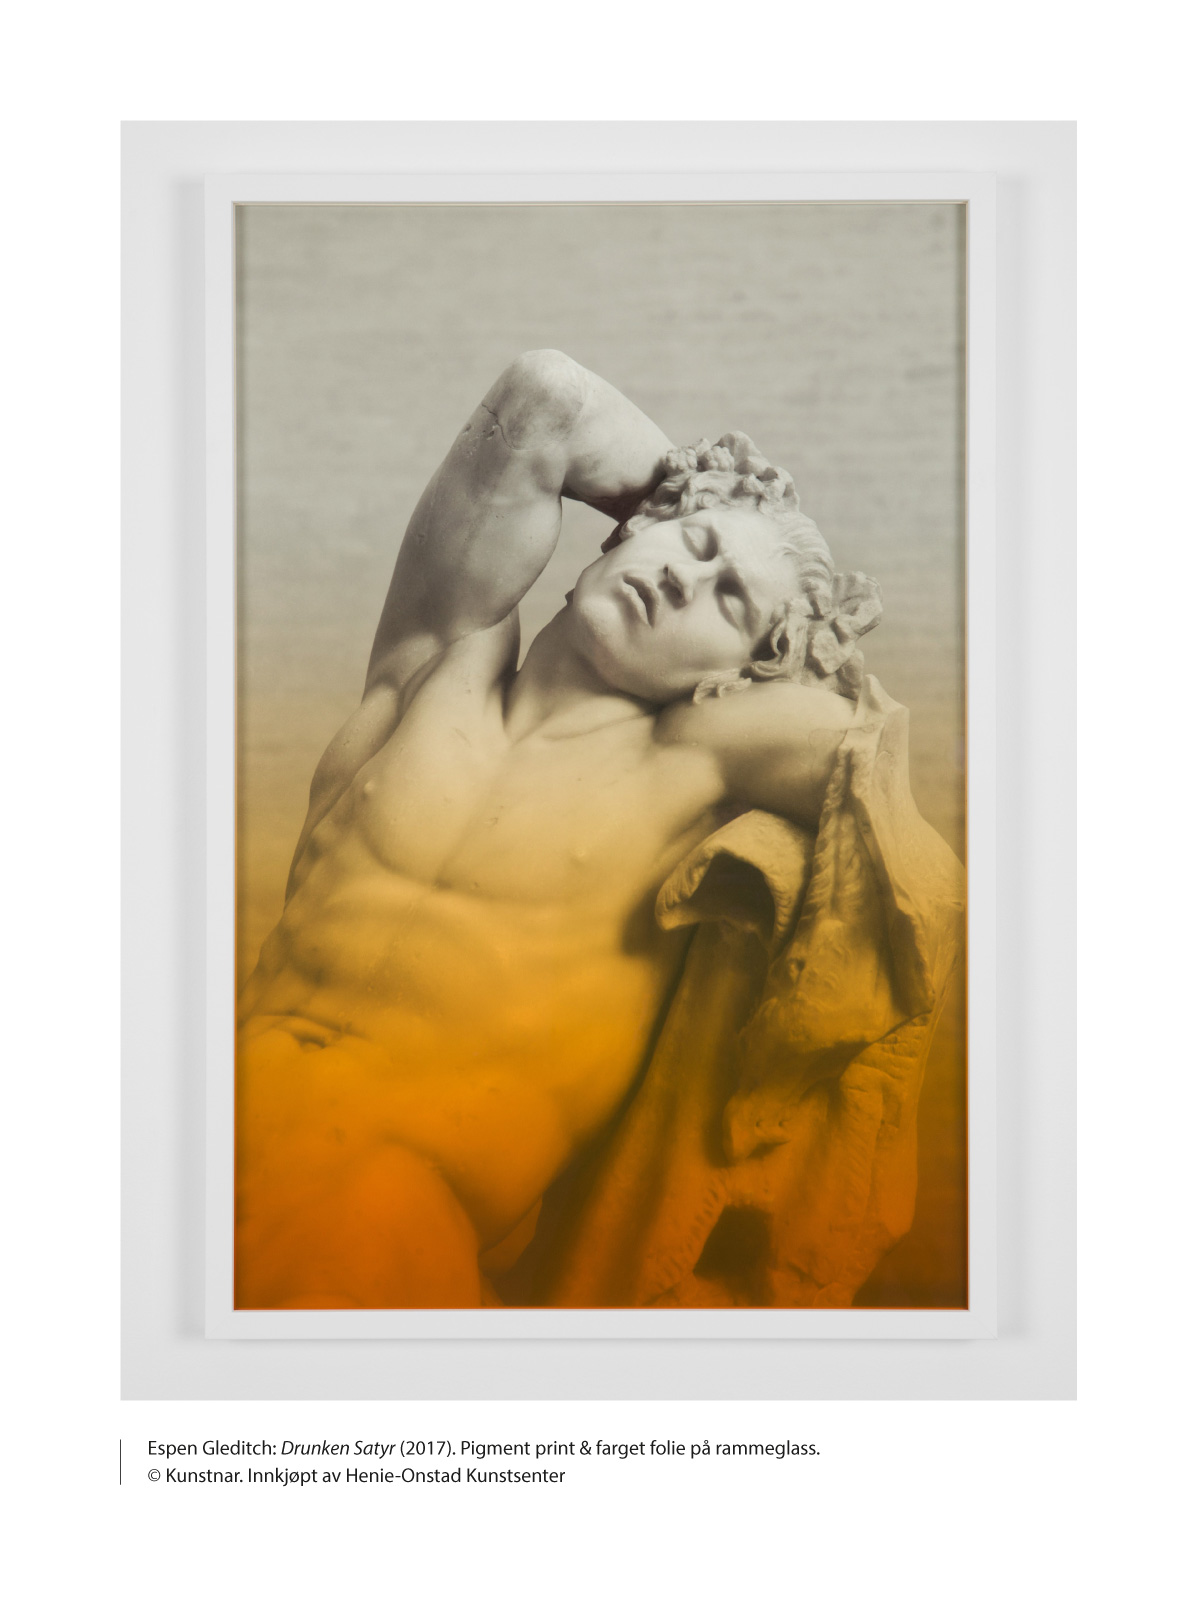 Espen Gleditch: Drunken Satyr (2017). Pigment print & farget folie på rammeglass.
© Kunstnar. Innkjøpt av Henie-Onstad Kunstsenter